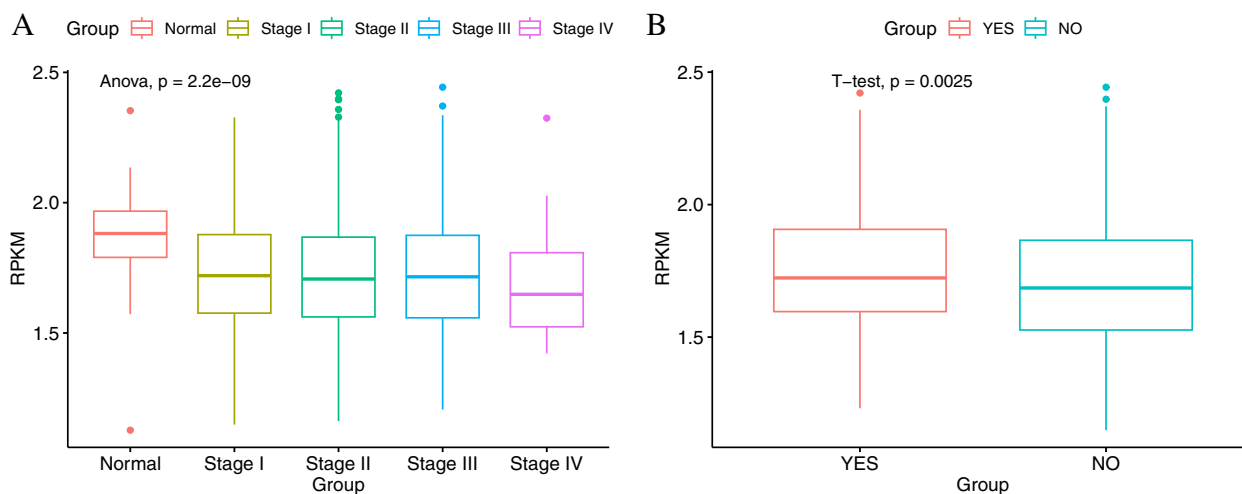 A
Group Normal Stage I Stage II Stage III Stage IV
Anova, p = 2.2e−09
2.5
2.0
1.5
RPKM
Normal Stage I Stage II Stage III Stage IV
Group
B
Group YES NO
T−test, p = 0.0025
2.5
2.0
1.5
RPKM
YES NO
Group